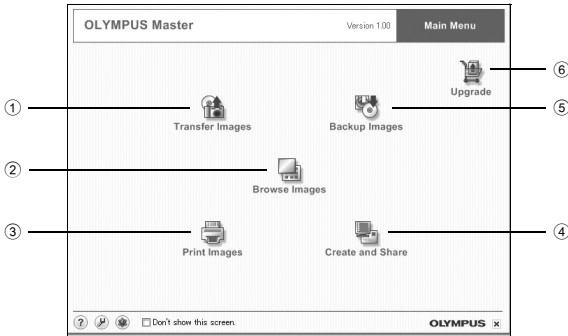 OLYMPUS Master Version 1.00 Main Menu
⑥
Upgrade
① ⑤
Transfer Images Backup Images
②
Browse Images
③ ④
Print Images Create and Share
? Don't show this screen. OLYMPUS x